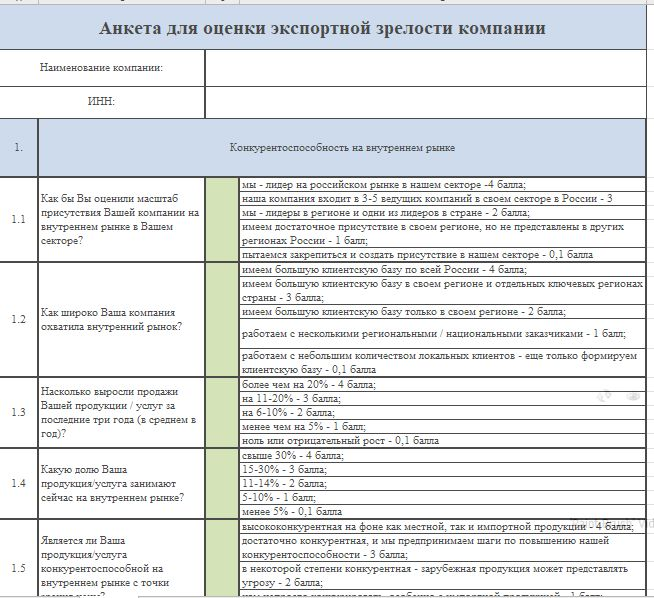 Анкета для оценки экспортной зрелости компании
Наименование компании:
ИНН:
1.
Конкурентоспособность на внутреннем рынке
1.1
Как бы Вы оценили масштаб
присутствия Вашей компании на
внутреннем рынке в Вашем
секторе?
мы - лидер на российском рынке в нашем секторе -4 балла;
наша компания входит в 3-5 ведущих компаний в своем секторе в России - 3
мы - лидеры в регионе и одни из лидеров в стране - 2 балла;
имеем достаточное присутствие в своем регионе, но не представлены в других
регионах России - 1 балл;
пытаемся закрепиться и создать присутствие в нашем секторе - 0,1 балла
1.2
Как широко Ваша компания
охватила внутренний рынок?
имеем большую клиентскую базу по всей России - 4 балла;
имеем большую клиентскую базу в своем регионе и отдельных ключевых регионах
страны - 3 балла;
имеем большую клиентскую базу только в своем регионе - 2 балла;
работаем с несколькими региональными / национальными заказчиками - 1 балл;
работаем с небольшим количеством локальных клиентов - еще только формируем
клиентскую базу - 0,1 балла
1.3
Насколько выросли продажи
Вашей продукции / услуг за
последние три года (в среднем в
год)?
более чем на 20% - 4 балла;
на 11-20% - 3 балла;
на 6-10% - 2 балла;
менее чем на 5% - 1 балл;
ноль или отрицательный рост - 0,1 балла
1.4
Какую долю Ваша
продукция/услуга занимают
сейчас на внутреннем рынке?
свыше 30% - 4 балла;
15-30% - 3 балла;
11-14% - 2 балла;
5-10% - 1 балл;
менее 5% - 0,1 балла
1.5
Является ли Ваша
продукция/услуга
конкурентоспособной на
внутреннем рынке с точки
высококонкурентная на фоне как местной, так и импортной продукции - 4 балла;
достаточно конкурентная, и мы предпринимаем шаги по повышению нашей
конкурентоспособности - 3 балла;
в некоторой степени конкурентная - зарубежная продукция может представлять
угрозу - 2 балла;